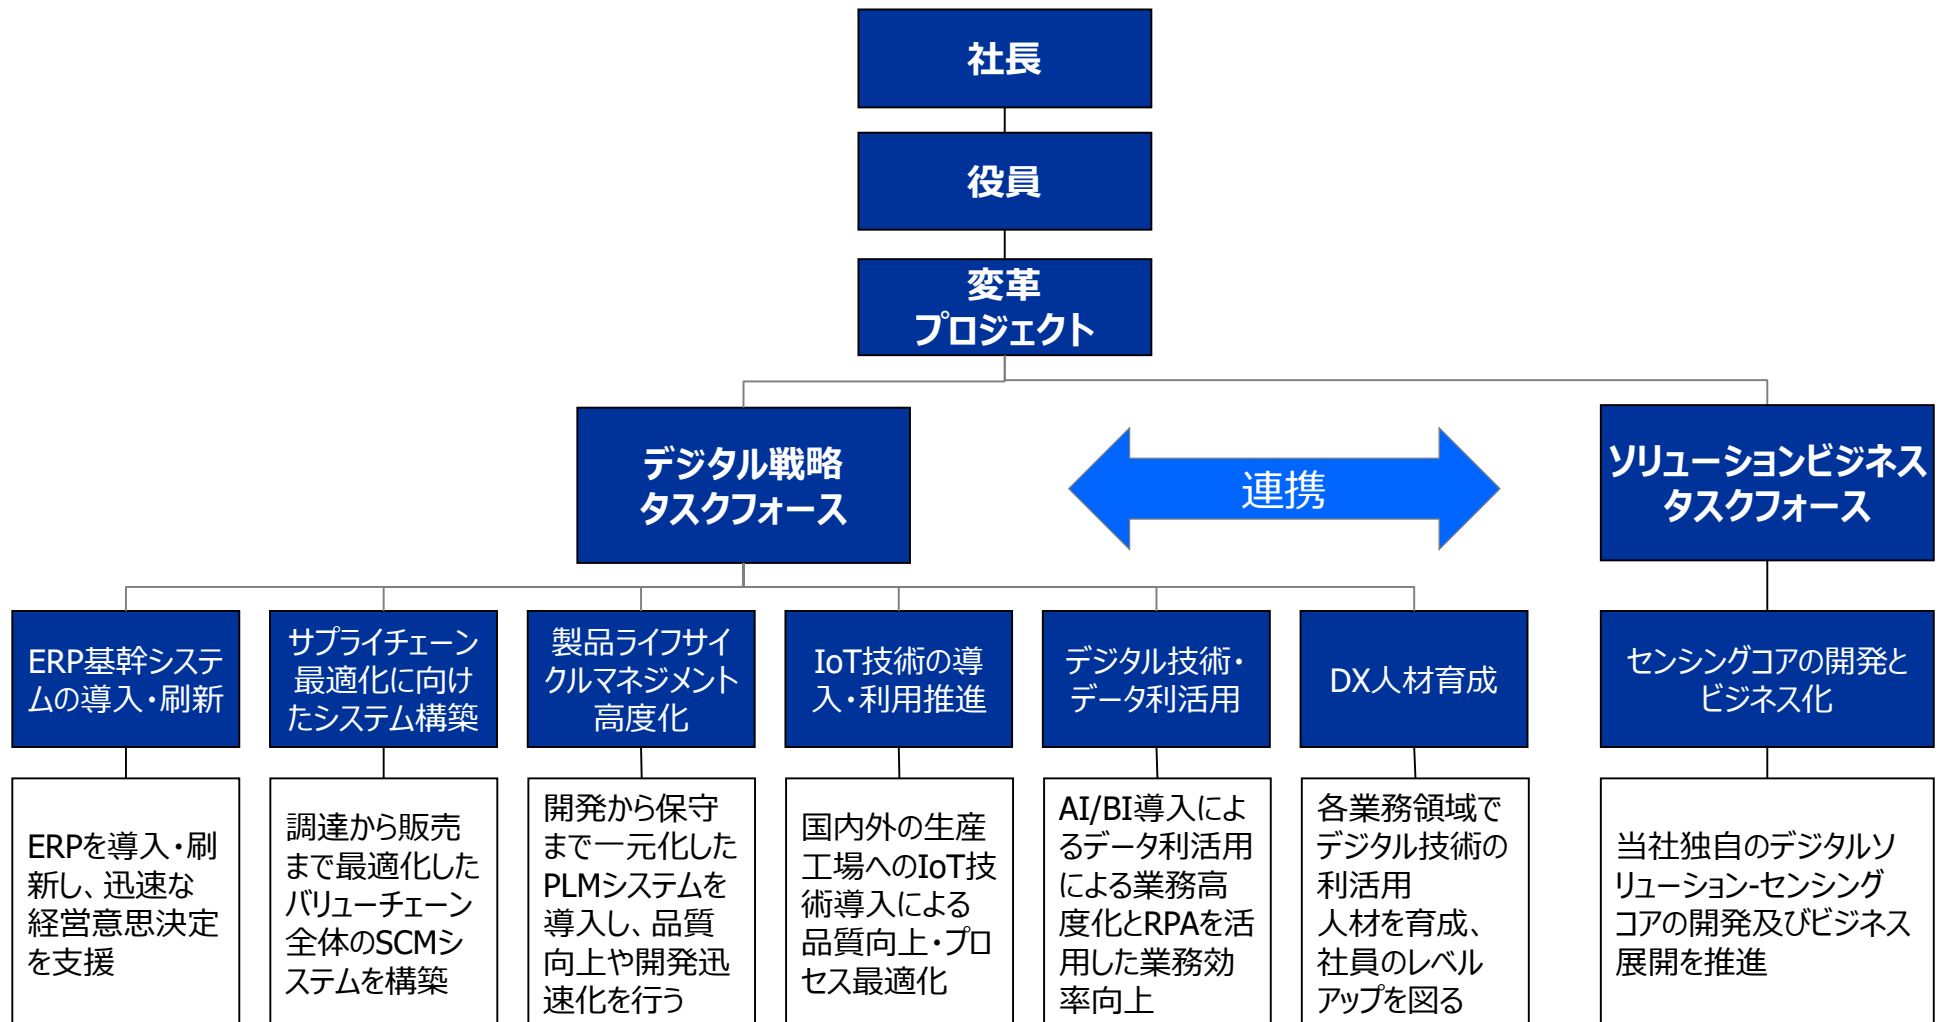 社長
役員
変革
プロジェクト
デジタル戦略
タスクフォース
連携
ソリューションビジネス
タスクフォース
ERP基幹システ
ムの導入・刷新
サプライチェーン
最適化に向け
たシステム構築
製品ライフサイ
クルマネジメント
高度化
IoT技術の導
入・利用推進
デジタル技術・
データ利活用
DX人材育成
センシングコアの開発と
ビジネス化
ERPを導入・刷
新し、迅速な
経営意思決定
を支援
調達から販売
まで最適化した
バリューチェーン
全体のSCMシ
ステムを構築
開発から保守
まで一元化した
PLMシステムを
導入し、品質
向上や開発迅
速化を行う
国内外の生産
工場へのIoT技
術導入による
品質向上・プロ
セス最適化
AI/BI導入によ
るデータ利活用
による業務高
度化とRPAを活
用した業務効
率向上
各業務領域で
デジタル技術の
利活用
人材を育成、
社員のレベル
アップを図る
当社独自のデジタルソ
リューション-センシング
コアの開発及びビジネス
展開を推進